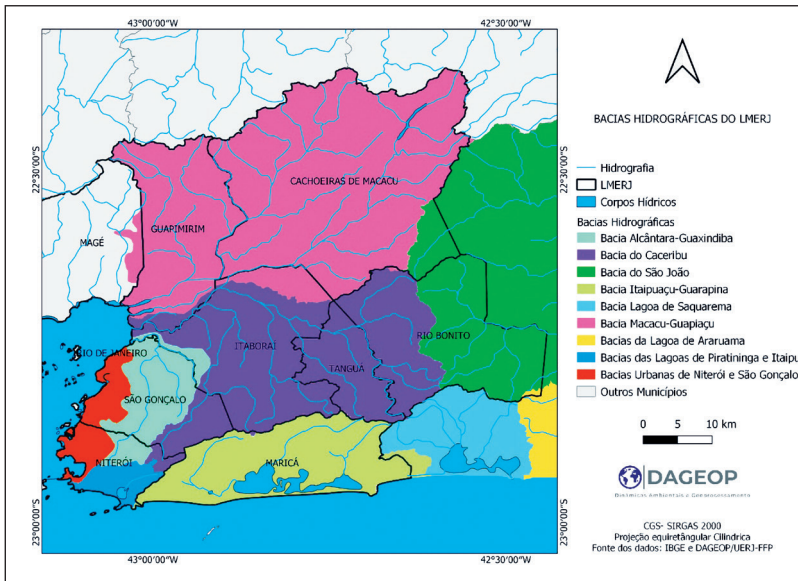 43°00'00"W
42°30'00"W
22°30'00"S
22°30'00"S
CACHOEIRAS DE MACACU
GUAPIMIRIM
MAGÉ
RIO DE JANEIRO
ITABORAÍ
RIO BONITO
TANGUÁ
SÃO GONÇALO
NITERÓI
MARICÁ
23°00'00"S
23°00'00"S
43°00'00"W
42°30'00"W
BACIAS HIDROGRÁFICAS DO LMERJ
Hidrografia
LMERJ
Corpos Hídricos
Bacias Hidrográficas
Bacia Alcântara-Guaxindiba
Bacia do Caceribu
Bacia do São João
Bacia Itaipuaçu-Guarapina
Bacia Lagoa de Saquarema
Bacia Macacu-Guapiaçu
Bacias da Lagoa de Araruama
Bacias das Lagoas de Piratininga e Itaipu
Bacias Urbanas de Niterói e São Gonçalo
Outros Municípios
0 5 10 km
DAGEOP
Dinâmicas Ambientais e Geoprocessamento
CGS- SIRGAS 2000
Projeção equiretângular Cilíndrica
Fonte dos dados: IBGE e DAGEOP/UERJ-FFP